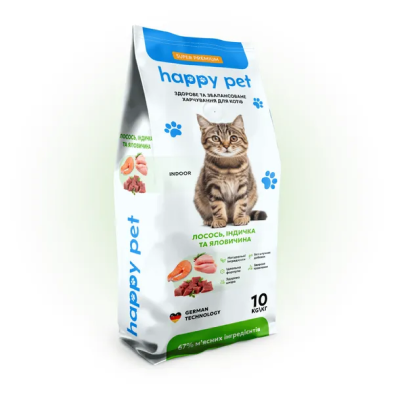 SUPER PREMIUM
happy pet
ЗДОРОВЕ ТА ЗБАЛАНСОВАНЕ
ХАРЧУВАННЯ ДЛЯ КОТІВ
INDOOR
ЛОСОСЬ, ІНДИЧКА
ТА ЯЛОВИЧИНА
GERMAN
TECHNOLOGY
10
KG\КГ
67% м'ясних інгредієнтів
ЛОСОСЬ, ІНДИЧКА
ТА ЯЛОВИЧИНА
happy pet